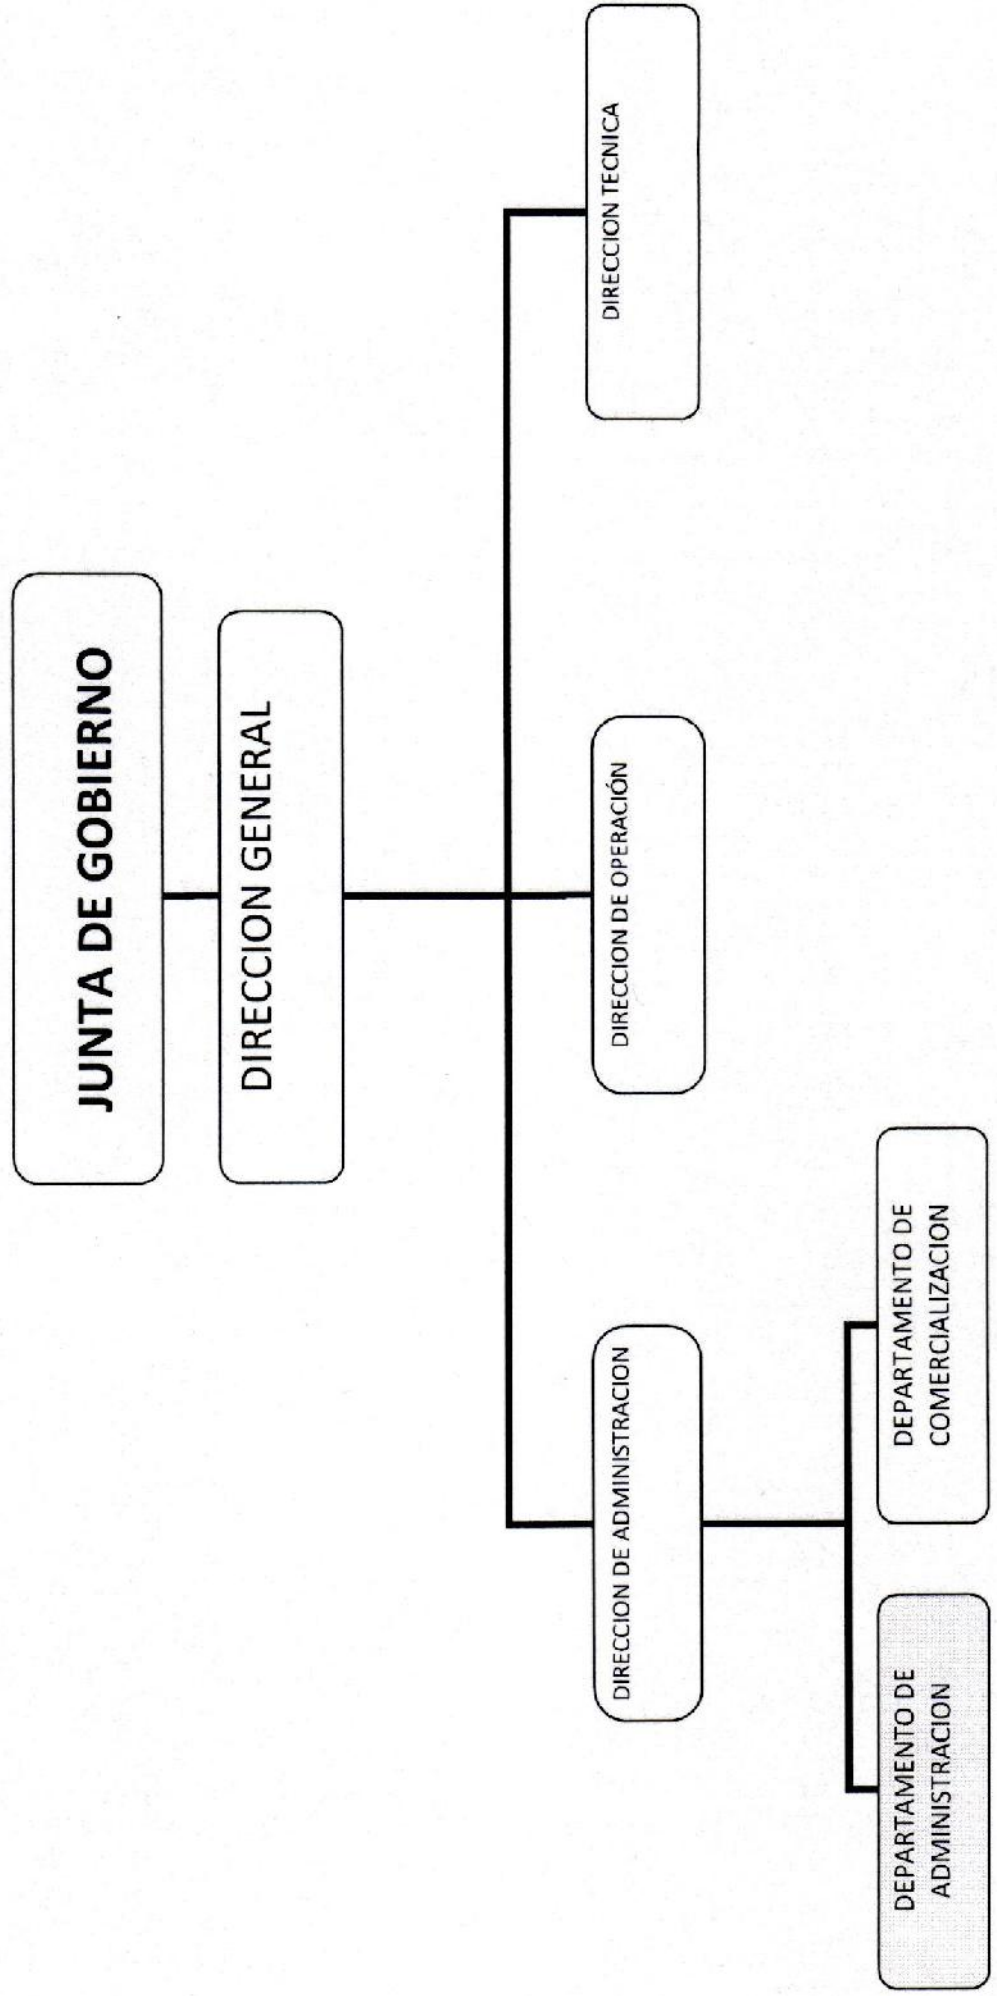 JUNTA DE GOBIERNO
DIRECCION GENERAL
DIRECCION DE ADMINISTRACION
DIRECCION DE OPERACIÓN
DIRECCION TECNICA
DEPARTAMENTO DE
ADMINISTRACION
DEPARTAMENTO DE
COMERCIALIZACION